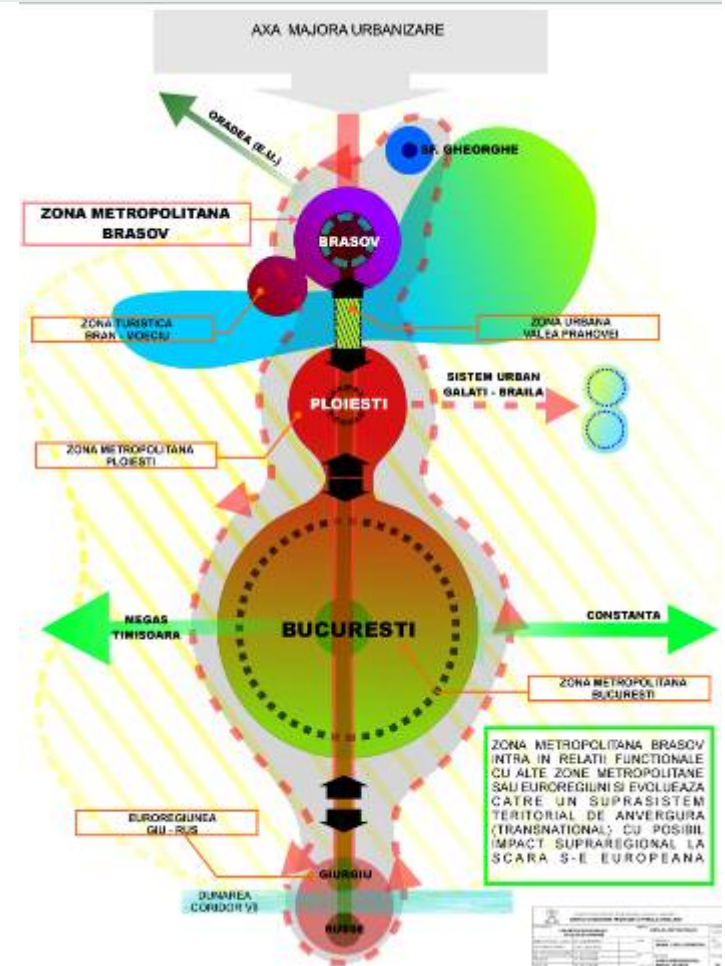 AXA MAJORA URBANIZARE
ORADEA (E.U.)
SF. GHEORGHE
ZONA METROPOLITANA
BRASOV
BRASOV
ZONA TURISTICA
BRAN - MOECIU
ZONA URBANA
VALEA PRAHOVEI
SISTEM URBAN
GALATI - BRAILA
PLOIESTI
ZONA METROPOLITANA
PLOIESTI
MEGAS
TIMISOARA
BUCURESTI
CONSTANTA
ZONA METROPOLITANA
BUCURESTI
ZONA METROPOLITANA BRASOV
INTRA IN RELATII FUNCTIONALE
CU ALTE ZONE METROPOLITANE
SAU EUROREGIUNI SI EVOLUEAZA
CATRE UN SUPRASISTEM
TERITORIAL DE ANVERGURA
(TRANSNATIONAL) CU POSIBIL
IMPACT SUPRAREGIONAL LA
SCARA S-E EUROPEANA
EUROREGIUNEA
GIU - RUS
GIURGIU
DUNAREA
CORIDOR VII
RUSSE